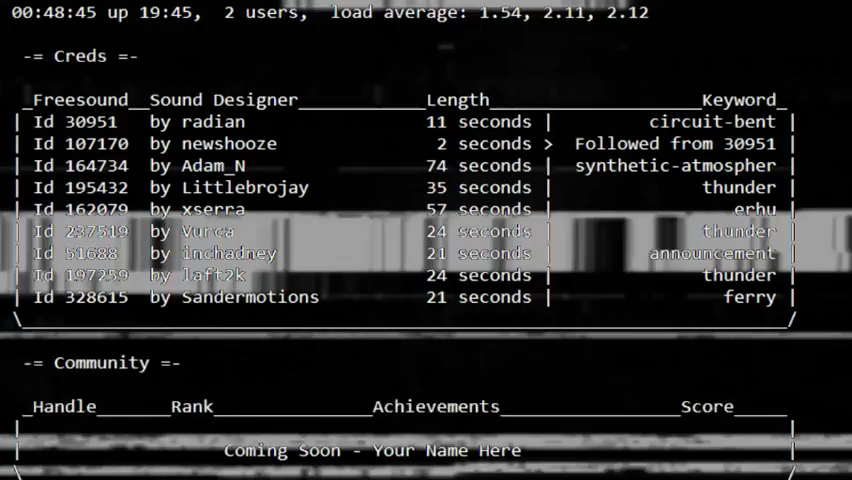 00:48:45 up 19:45,  2 users,  load average: 1.54, 2.11, 2.12
-= Creds =-
_Freesound__Sound Designer____________Length____________________Keyword_
| Id 30951   by radian                 11 seconds |         circuit-bent |
| Id 107170  by newshooze               2 seconds >  Followed from 30951 |
| Id 164734  by Adam_N                 74 seconds |  synthetic-atmospher |
| Id 195432  by Littlebrojay           35 seconds |              thunder |
| Id 162079  by xserra                 57 seconds |                 erhu |
| Id 237519  by Vurca                  24 seconds |              thunder |
| Id 51688   by inchadney              21 seconds |         announcement |
| Id 197259  by laft2k                 24 seconds |              thunder |
| Id 328615  by Sandermotions          21 seconds |                ferry |
\________________________________________________________________________/
-= Community =-
_Handle_______Rank_______________Achievements_________________Score_____
|                   Coming Soon - Your Name Here                         |
\                                                                        /